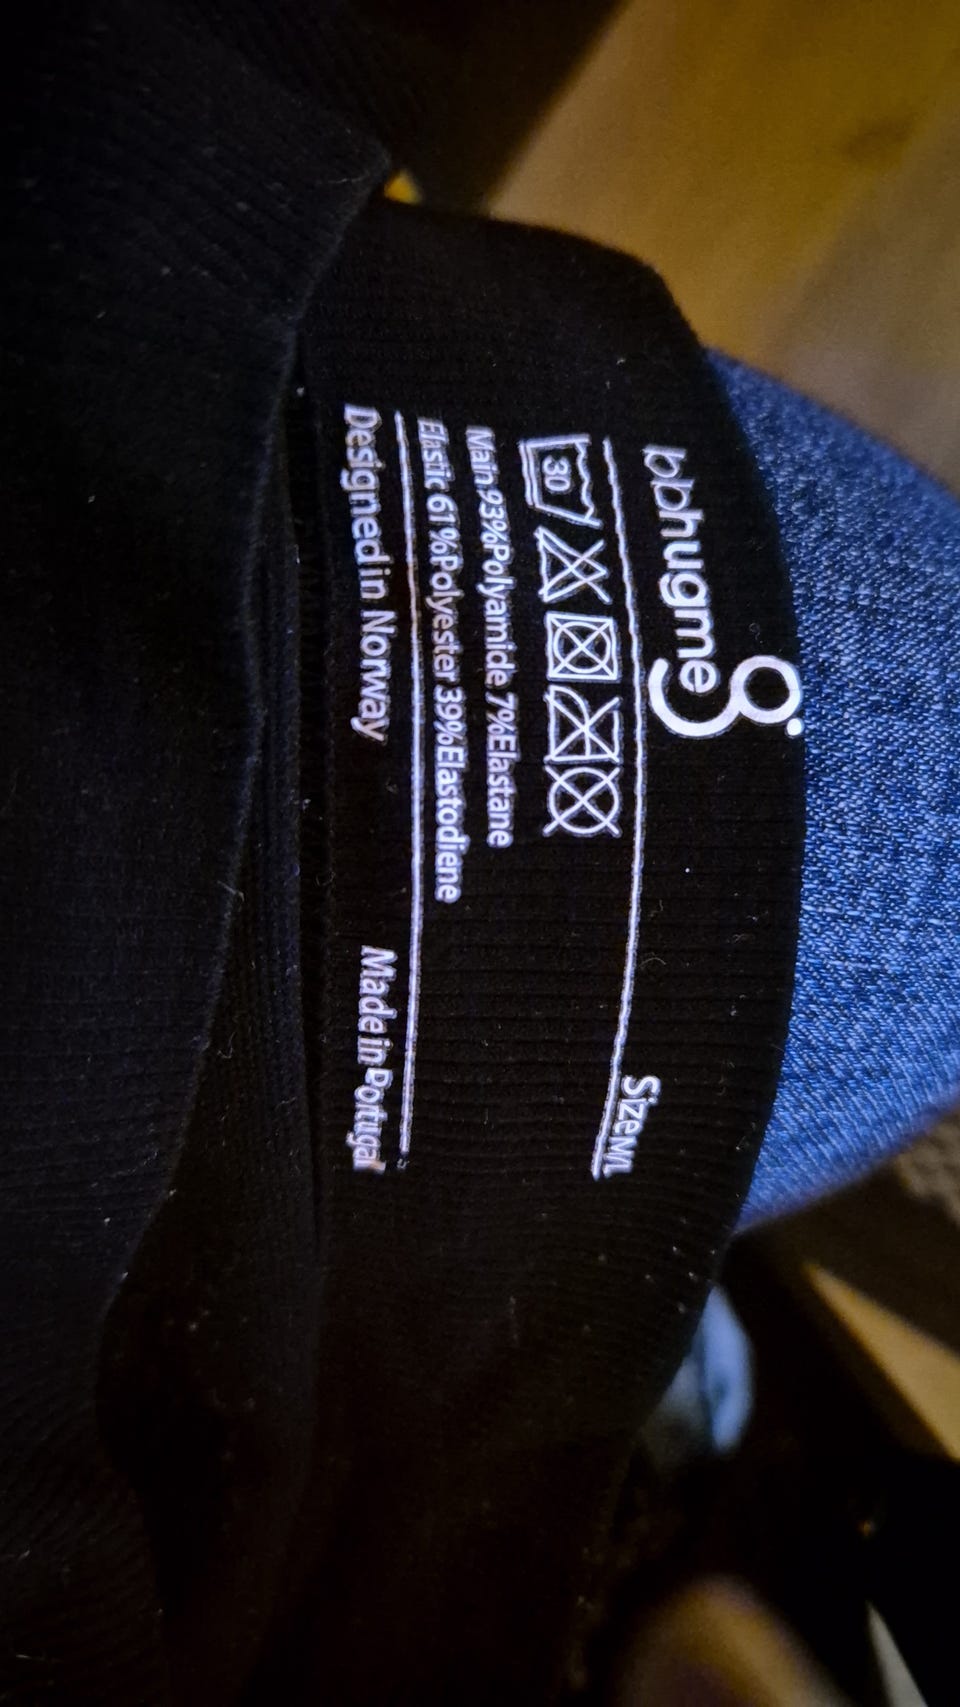 bbhugme
Size M
30
Main 93%Polyamide 7%Elastane
Elastic 61%Polyester 39%Elastodiene
Designed in Norway Made in Portugal